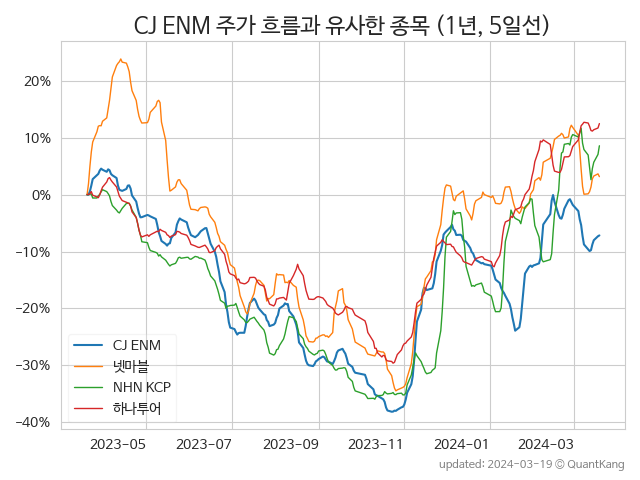 CJ ENM 주가 흐름과 유사한 종목 (1년, 5일선)
20%
10%
0%
−10%
−20%
−30%
−40%
CJ ENM
넷마블
NHN KCP
하나투어
2023-05
2023-07
2023-09
2023-11
2024-01
2024-03
updated: 2024-03-19 © QuantKang